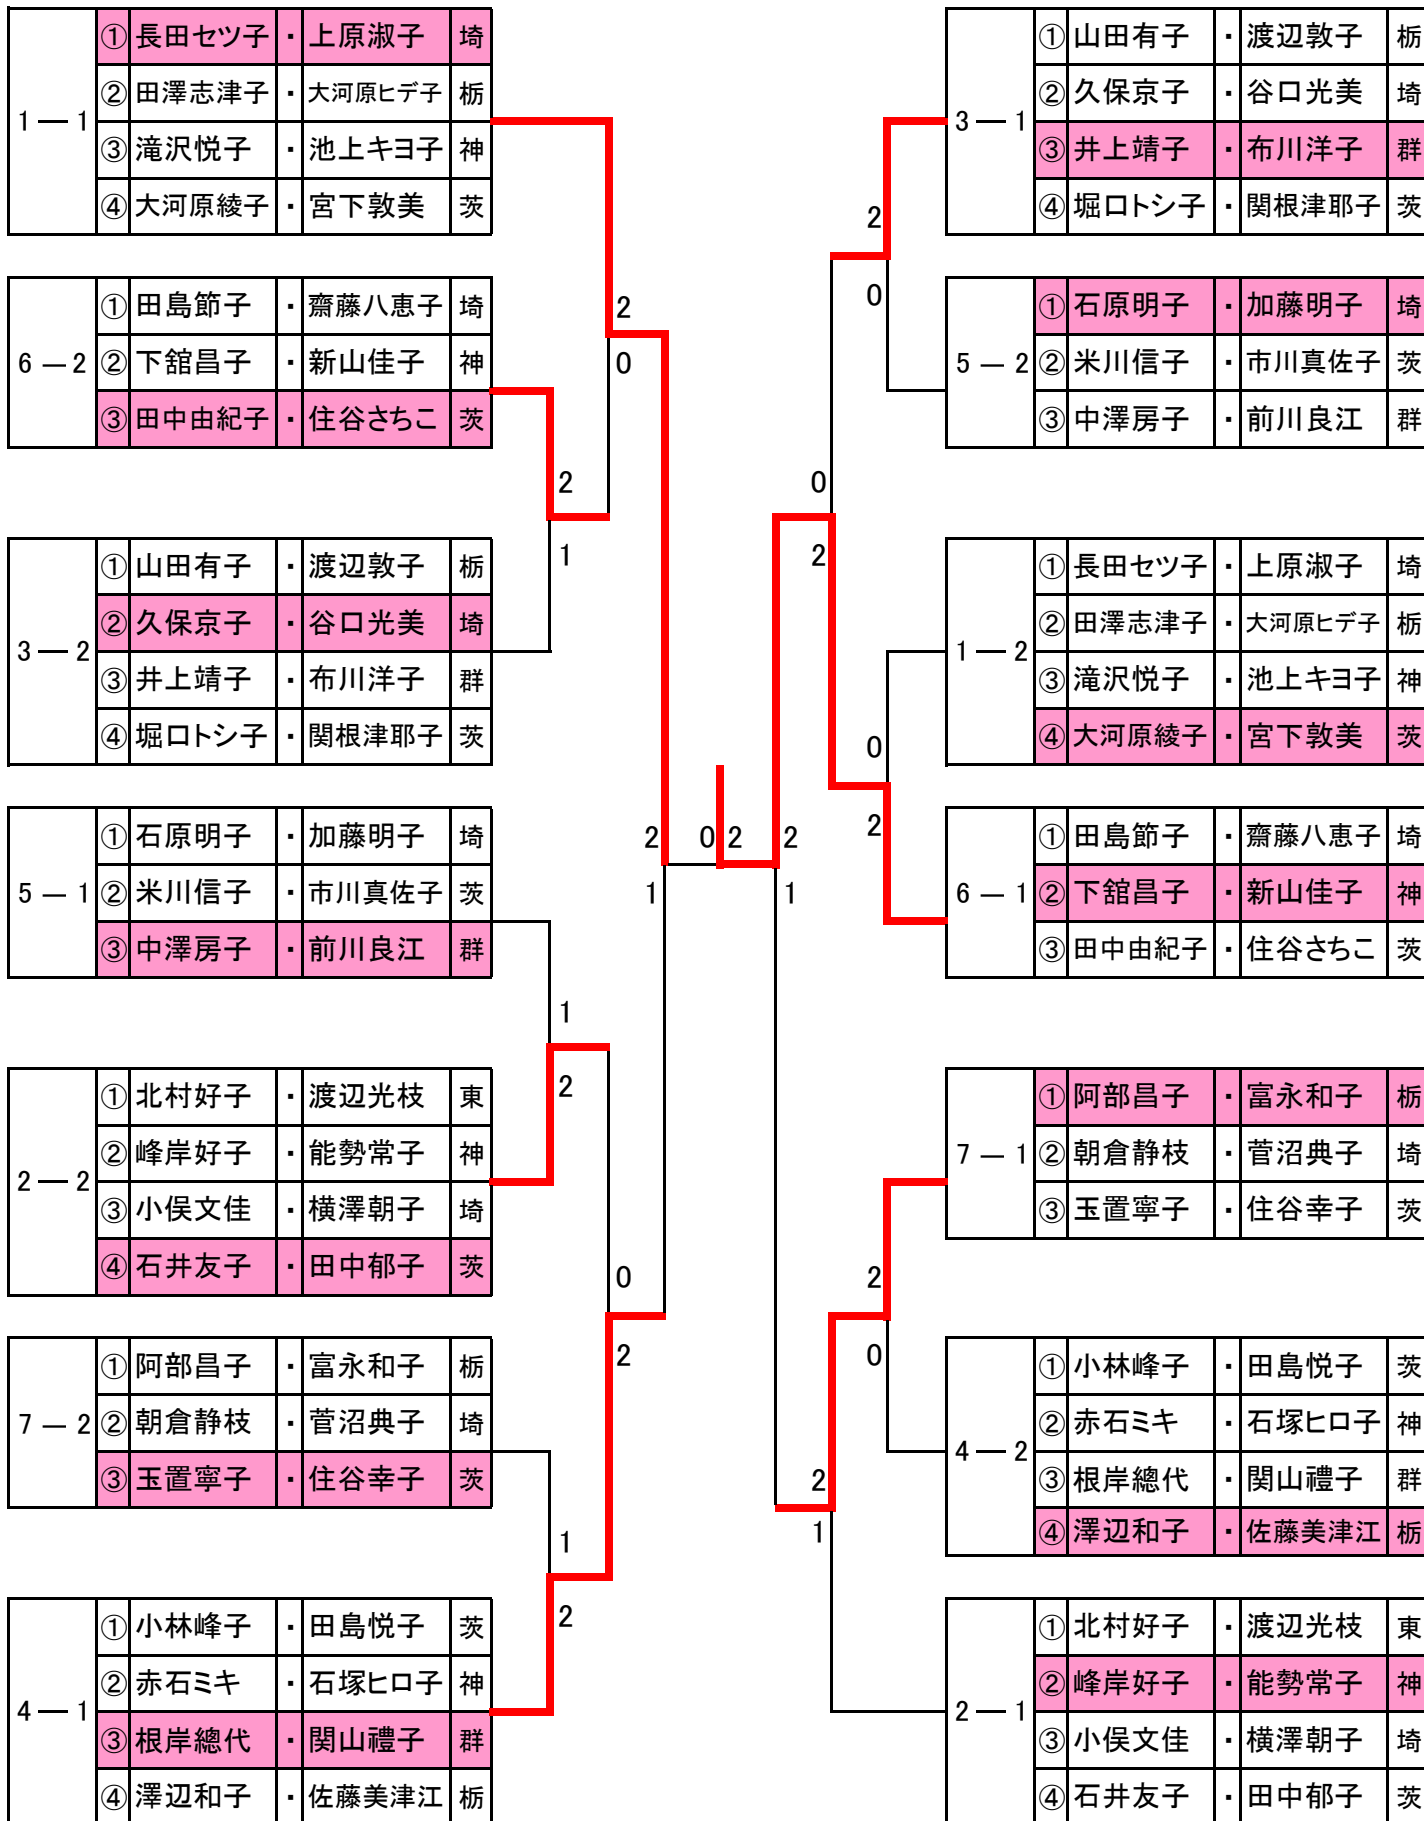 ① 長田セツ子 ・ 上原淑子 埼
② 田澤志津子 ・ 大河原ヒデ子 栃
1 — 1
③ 滝沢悦子 ・ 池上キヨ子 神
④ 大河原綾子 ・ 宮下敦美 茨
① 田島節子 ・ 齋藤八恵子 埼
6 — 2 ② 下舘昌子 ・ 新山佳子 神
③ 田中由紀子 ・ 住谷さちこ 茨
① 山田有子 ・ 渡辺敦子 栃
② 久保京子 ・ 谷口光美 埼
3 — 2
③ 井上靖子 ・ 布川洋子 群
④ 堀口トシ子 ・ 関根津耶子 茨
① 石原明子 ・ 加藤明子 埼
5 — 1 ② 米川信子 ・ 市川真佐子 茨
③ 中澤房子 ・ 前川良江 群
① 北村好子 ・ 渡辺光枝 東
② 峰岸好子 ・ 能勢常子 神
2 — 2
③ 小俣文佳 ・ 横澤朝子 埼
④ 石井友子 ・ 田中郁子 茨
① 阿部昌子 ・ 富永和子 栃
7 — 2 ② 朝倉静枝 ・ 菅沼典子 埼
③ 玉置寧子 ・ 住谷幸子 茨
① 小林峰子 ・ 田島悦子 茨
② 赤石ミキ ・ 石塚ヒロ子 神
4 — 1
③ 根岸總代 ・ 関山禮子 群
④ 澤辺和子 ・ 佐藤美津江 栃
2
0
2
1
1
2
0
2
1
2
2
1
0 2
2
1
0
2
2
0
0
2
2
0
2
1
① 山田有子 ・ 渡辺敦子 栃
② 久保京子 ・ 谷口光美 埼
3 — 1
③ 井上靖子 ・ 布川洋子 群
④ 堀口トシ子 ・ 関根津耶子 茨
① 石原明子 ・ 加藤明子 埼
5 — 2 ② 米川信子 ・ 市川真佐子 茨
③ 中澤房子 ・ 前川良江 群
① 長田セツ子 ・ 上原淑子 埼
② 田澤志津子 ・ 大河原ヒデ子 栃
1 — 2
③ 滝沢悦子 ・ 池上キヨ子 神
④ 大河原綾子 ・ 宮下敦美 茨
① 田島節子 ・ 齋藤八恵子 埼
6 — 1 ② 下舘昌子 ・ 新山佳子 神
③ 田中由紀子 ・ 住谷さちこ 茨
① 阿部昌子 ・ 富永和子 栃
7 — 1 ② 朝倉静枝 ・ 菅沼典子 埼
③ 玉置寧子 ・ 住谷幸子 茨
① 小林峰子 ・ 田島悦子 茨
② 赤石ミキ ・ 石塚ヒロ子 神
4 — 2
③ 根岸總代 ・ 関山禮子 群
④ 澤辺和子 ・ 佐藤美津江 栃
① 北村好子 ・ 渡辺光枝 東
② 峰岸好子 ・ 能勢常子 神
2 — 1
③ 小俣文佳 ・ 横澤朝子 埼
④ 石井友子 ・ 田中郁子 茨